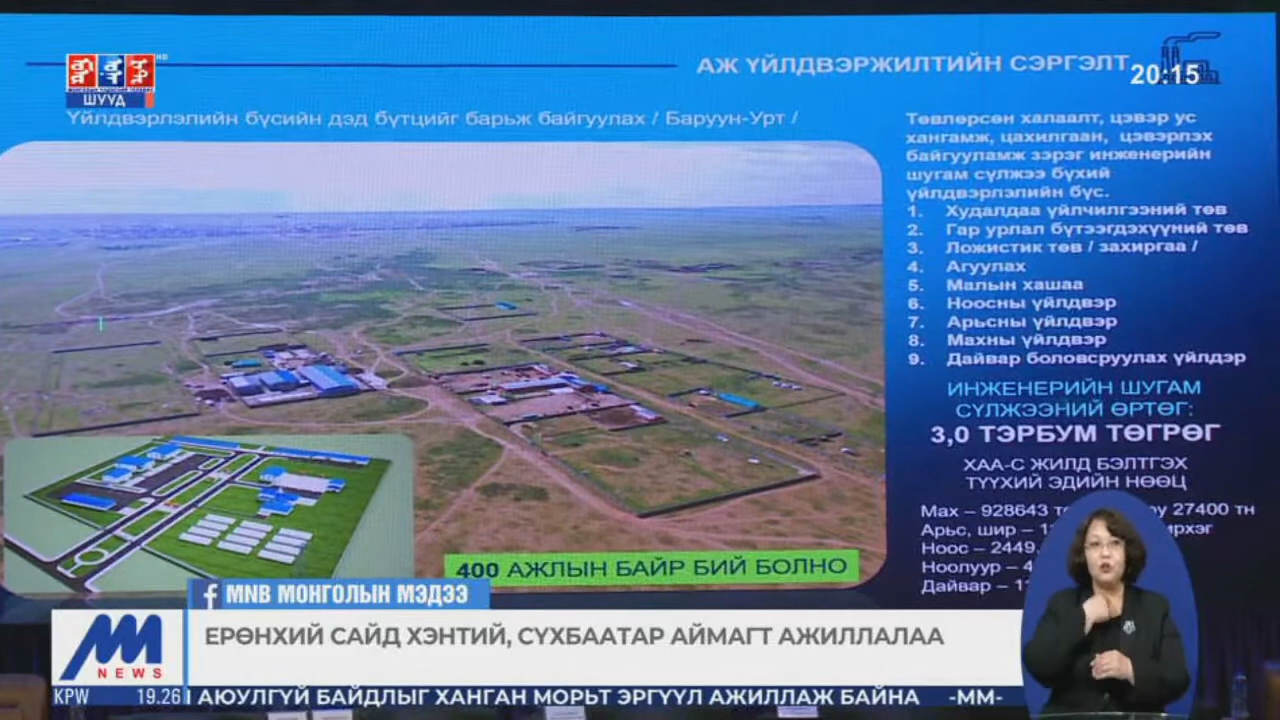 АЖ ҮЙЛДВЭРЖИЛТИЙН СЭРГЭЛТ
20:15
ШУУД
Үйлдвэрлэлийн бүсийн дэд бүтцийг барьж байгуулах / Баруун-Урт /
Төвлөрсөн халаалт, цэвэр ус
хангамж, цахилгаан, цэвэрлэх
байгууламж зэрэг инженерийн
шугам сүлжээ бүхий
үйлдвэрлэлийн бүс.
1. Худалдаа үйлчилгээний төв
2. Гар урлал бүтээгдэхүүний төв
3. Ложистик төв / захиргаа /
4. Агуулах
5. Малын хашаа
6. Ноосны үйлдвэр
7. Арьсны үйлдвэр
8. Махны үйлдвэр
9. Дайвар боловсруулах үйлдэр
ИНЖЕНЕРИЙН ШУГАМ
СҮЛЖЭЭНИЙ ӨРТӨГ:
3,0 ТЭРБУМ ТӨГРӨГ
ХАА-С ЖИЛД БЭЛТГЭХ
ТҮҮХИЙ ЭДИЙН НӨӨЦ
Мах – 928643 27400 тн
Арьс, шир –
Ноос – 2449
Ноолуур –
Дайвар –
400 АЖЛЫН БАЙР БИЙ БОЛНО
f MNB МОНГОЛЫН МЭДЭЭ
ЕРӨНХИЙ САЙД ХЭНТИЙ, СҮХБААТАР АЙМАГТ АЖИЛЛАЛАА
NEWS
KPW 19.26 АЮУЛГҮЙ БАЙДЛЫГ ХАНГАН МОРЬТ ЭРГҮҮЛ АЖИЛЛАЖ БАЙНА -ММ-